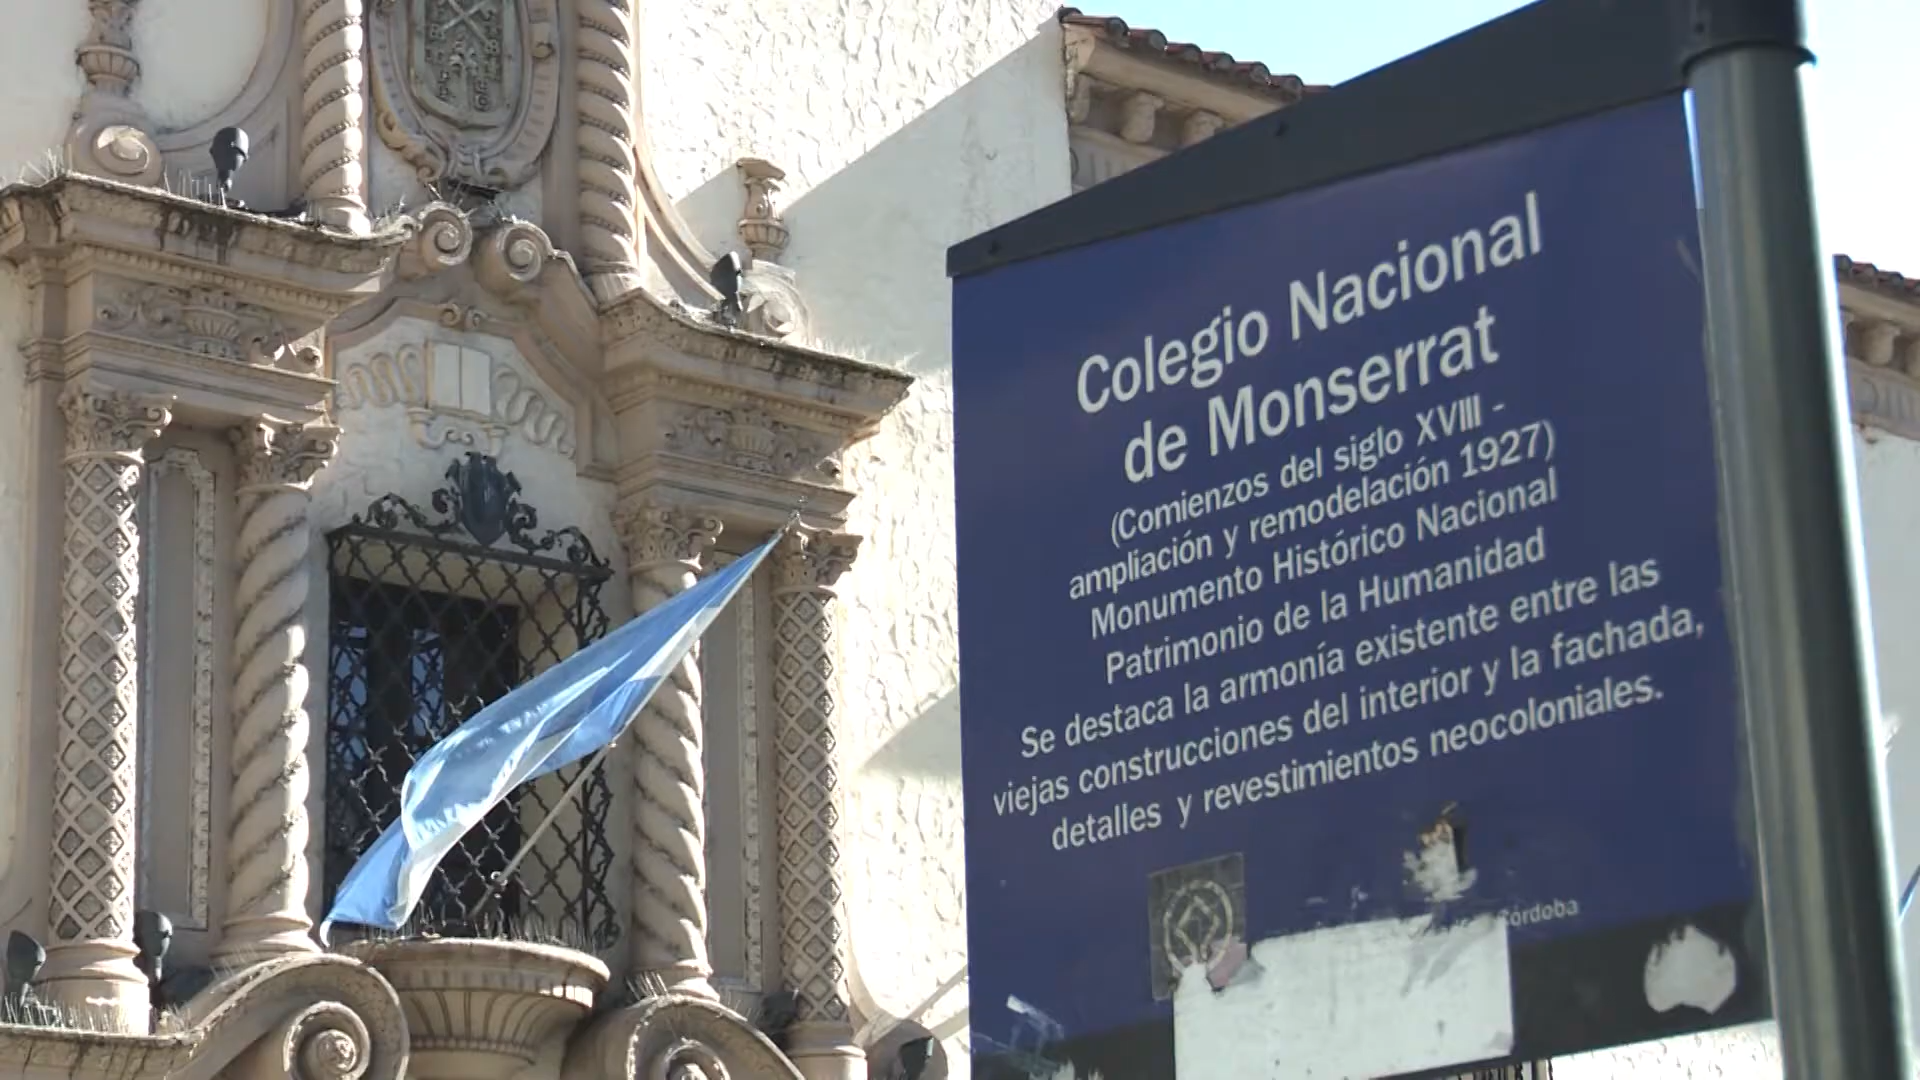 Colegio Nacional
de Monserrat
(Comienzos del siglo XVIII -
ampliación y remodelación 1927)
Monumento Histórico Nacional
Patrimonio de la Humanidad
Se destaca la armonía existente entre las
viejas construcciones del interior y la fachada,
detalles y revestimientos neocoloniales.
Córdoba